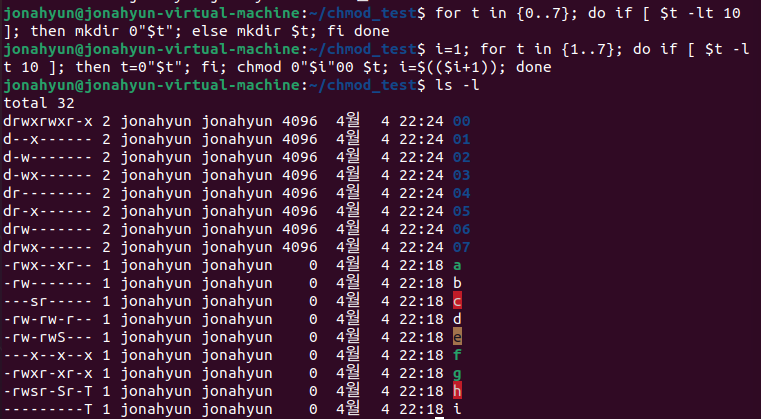 jonahyun@jonahyun-virtual-machine:~/chmod_test$ for t in {0..7}; do if [ $t -lt 10
]; then mkdir 0"$t"; else mkdir $t; fi done
jonahyun@jonahyun-virtual-machine:~/chmod_test$ i=1; for t in {1..7}; do if [ $t -l
t 10 ]; then t=0"$t"; fi; chmod 0"$i"00 $t; i=$(($i+1)); done
jonahyun@jonahyun-virtual-machine:~/chmod_test$ ls -l
total 32
drwxrwxr-x 2 jonahyun jonahyun 4096  4월   4 22:24 00
d--x------ 2 jonahyun jonahyun 4096  4월   4 22:24 01
d-w------- 2 jonahyun jonahyun 4096  4월   4 22:24 02
d-wx------ 2 jonahyun jonahyun 4096  4월   4 22:24 03
dr-------- 2 jonahyun jonahyun 4096  4월   4 22:24 04
dr-x------ 2 jonahyun jonahyun 4096  4월   4 22:24 05
drw------- 2 jonahyun jonahyun 4096  4월   4 22:24 06
drwx------ 2 jonahyun jonahyun 4096  4월   4 22:24 07
-rwx--xr-- 1 jonahyun jonahyun    0  4월   4 22:18 a
-rw------- 1 jonahyun jonahyun    0  4월   4 22:18 b
---sr----- 1 jonahyun jonahyun    0  4월   4 22:18 c
-rw-rw-r-- 1 jonahyun jonahyun    0  4월   4 22:18 d
-rw-rwS--- 1 jonahyun jonahyun    0  4월   4 22:18 e
---x--x--x 1 jonahyun jonahyun    0  4월   4 22:18 f
-rwxr-xr-x 1 jonahyun jonahyun    0  4월   4 22:18 g
-rwsr-Sr-T 1 jonahyun jonahyun    0  4월   4 22:18 h
---------T 1 jonahyun jonahyun    0  4월   4 22:18 i